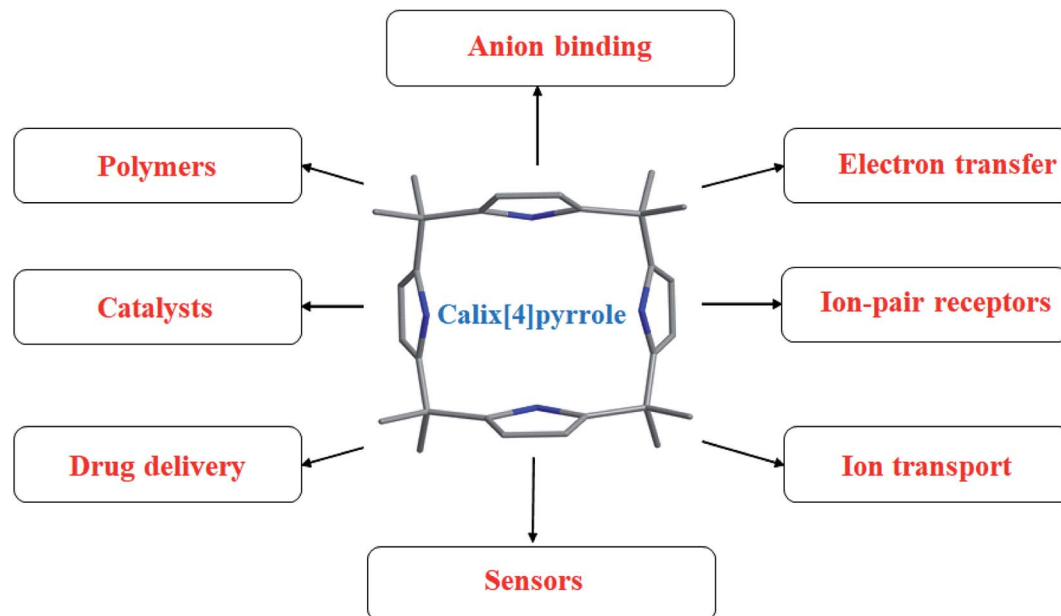 Anion binding
Polymers
Electron transfer
Catalysts
Calix[4]pyrrole
Ion-pair receptors
Drug delivery
Ion transport
Sensors